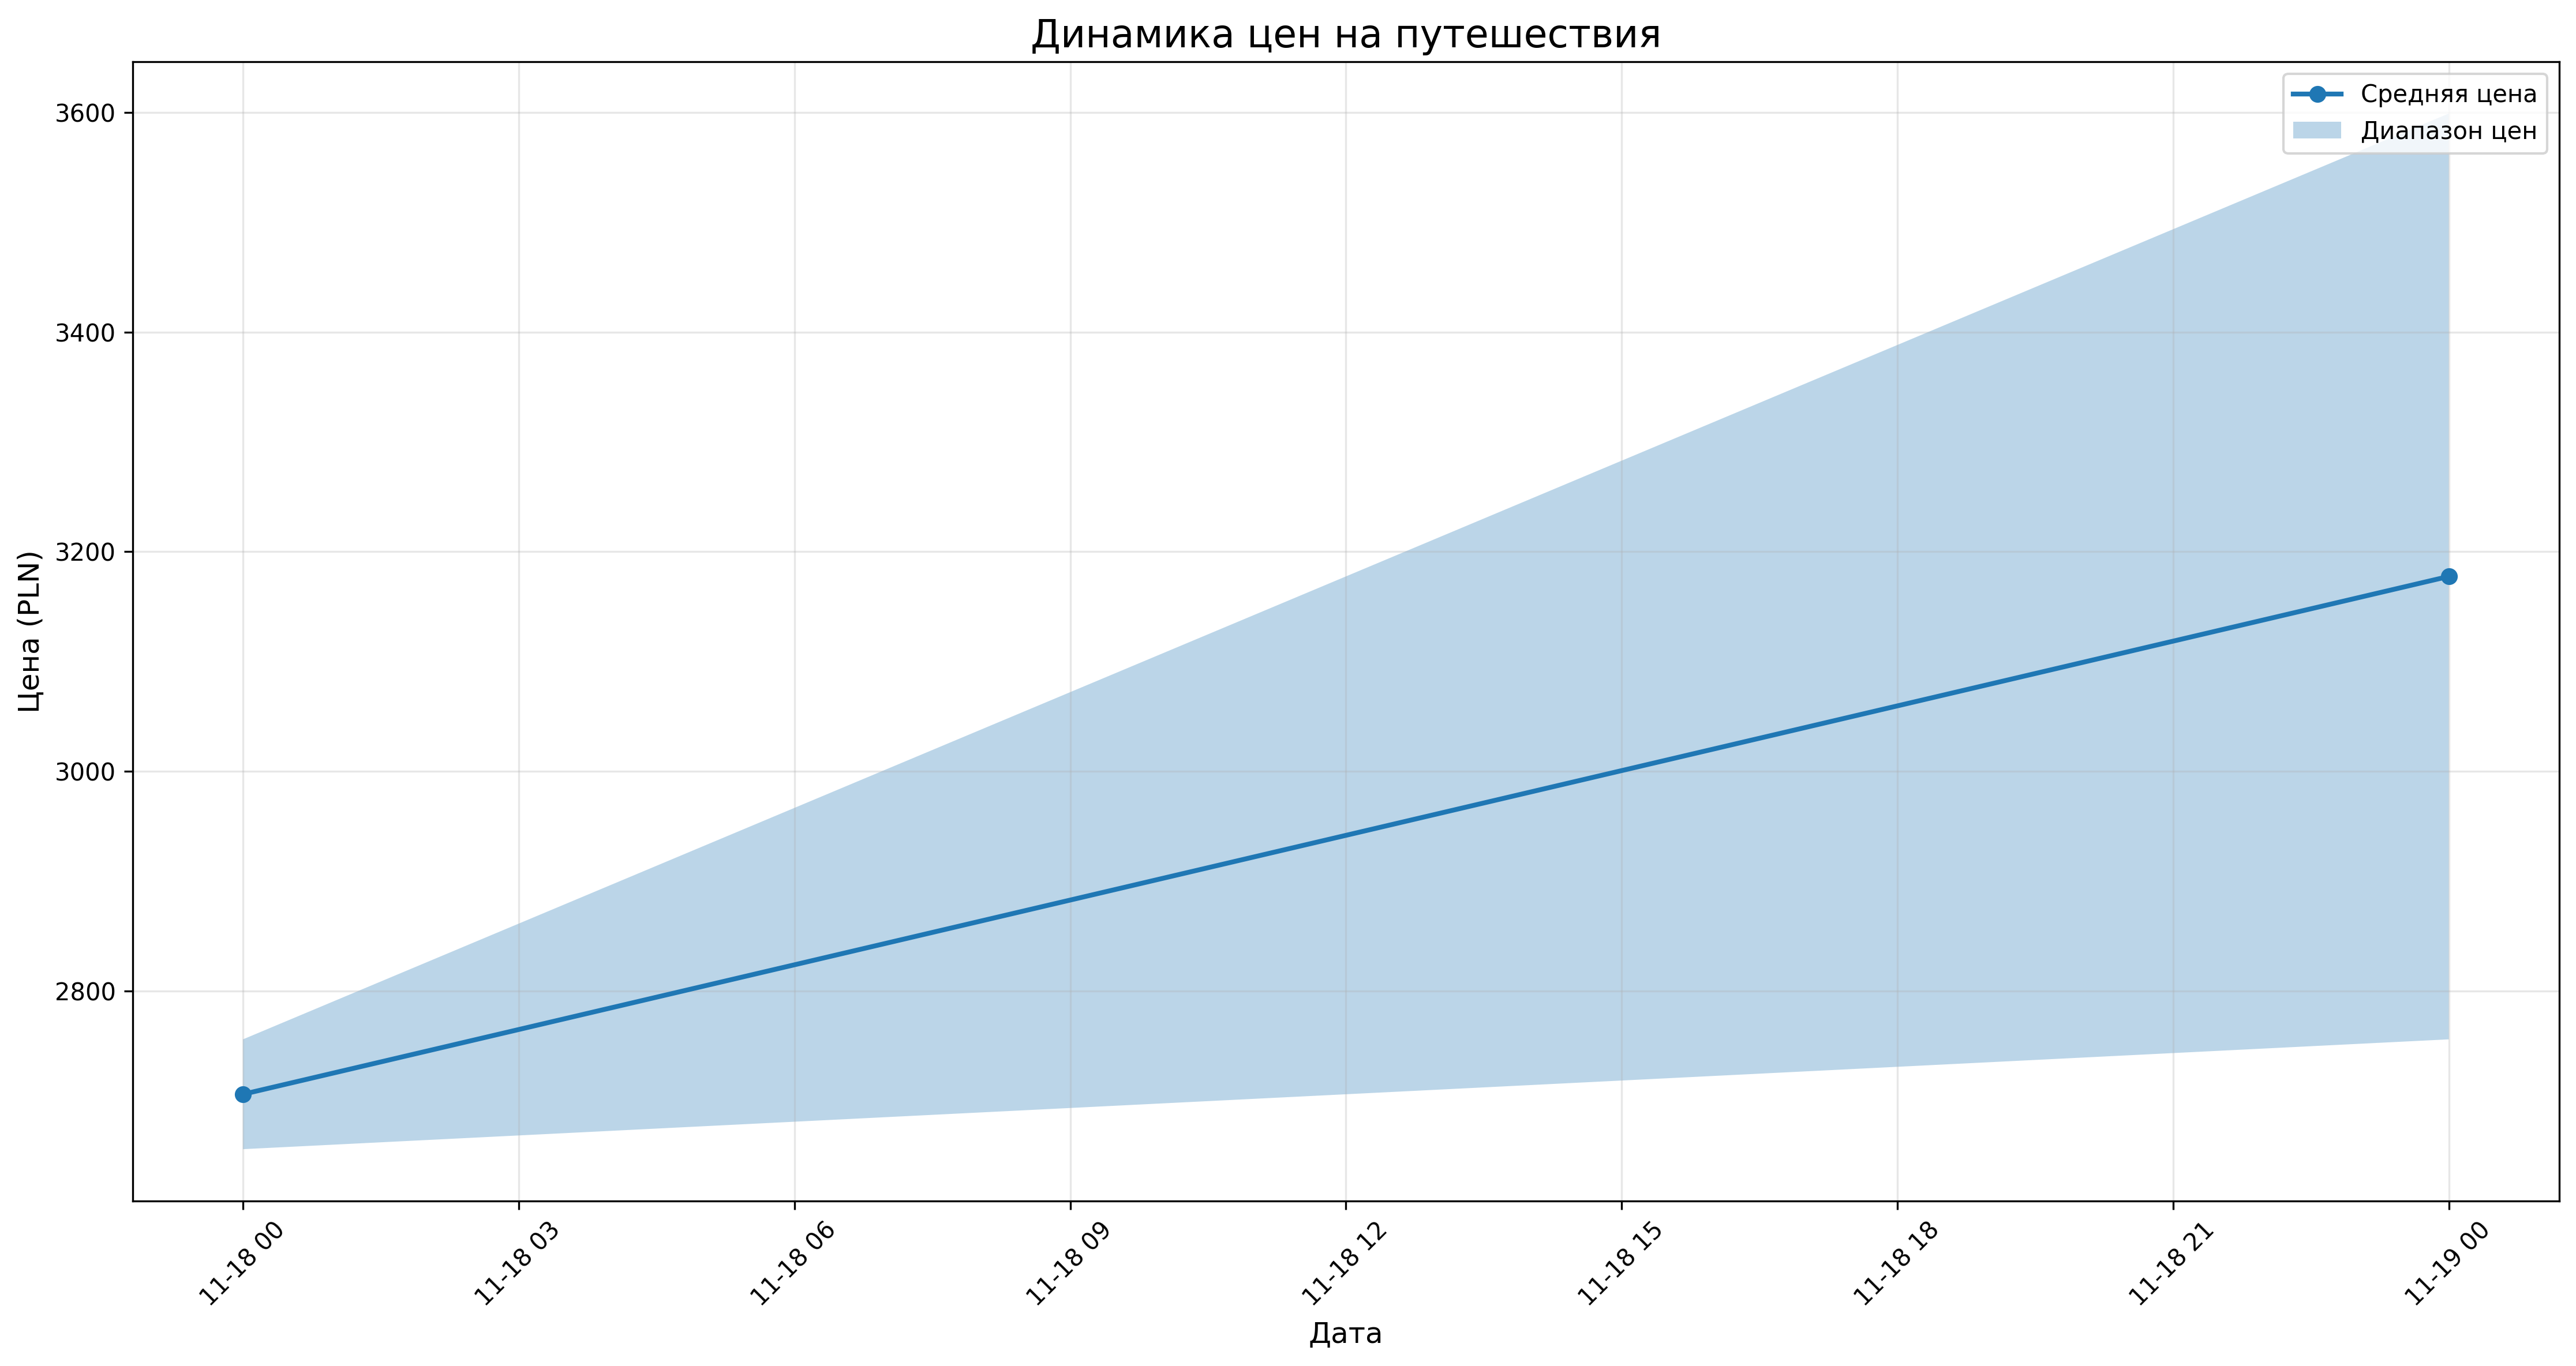 Динамика цен на путешествия
Средняя цена
Диапазон цен
Цена (PLN)
3600
3400
3200
3000
2800
11-18 00
11-18 03
11-18 06
11-18 09
11-18 12
11-18 15
11-18 18
11-18 21
11-19 00
Дата